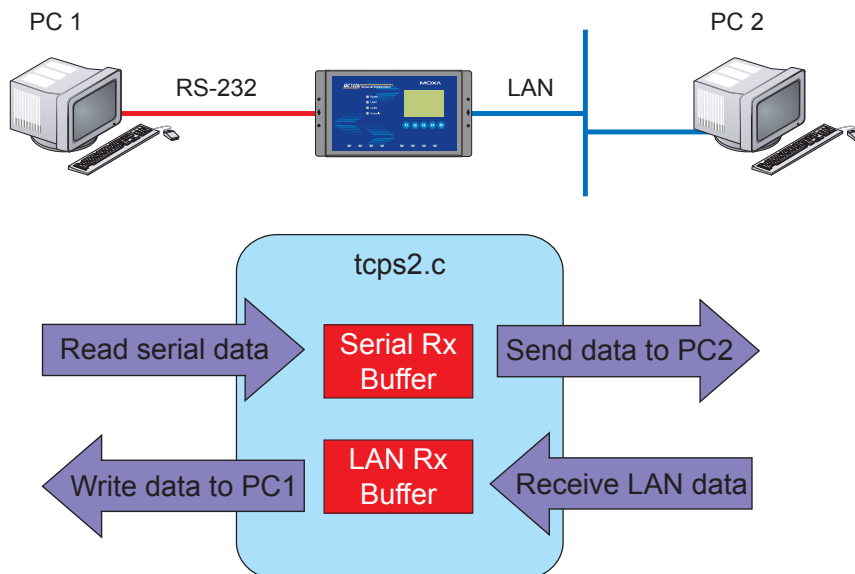 PC 1
PC 2
RS-232
MOXA
LAN
tcps2.c
Read serial data
Serial Rx
Buffer
Send data to PC2
Write data to PC1
LAN Rx
Buffer
Receive LAN data